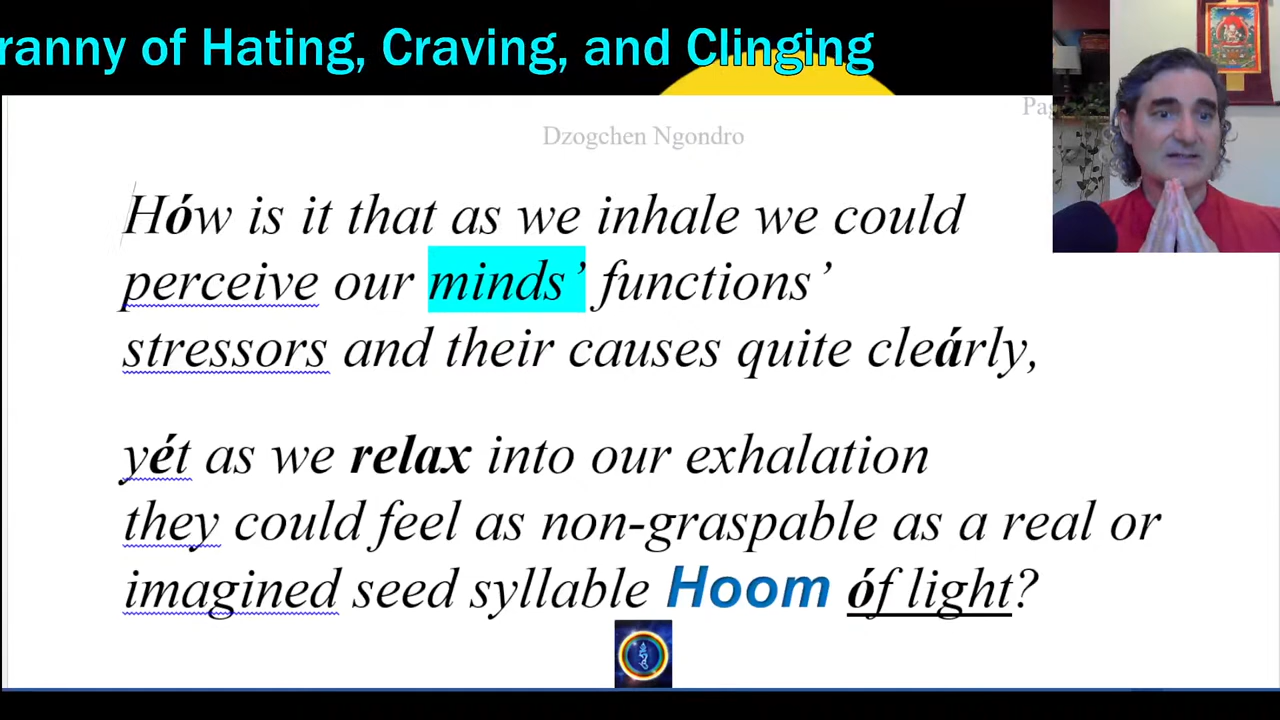 ranny of Hating, Craving, and Clinging
Pag
Dzogchen Ngondro
Hów is it that as we inhale we could
perceive our minds’ functions’
stressors and their causes quite cleárly,
yét as we relax into our exhalation
they could feel as non-graspable as a real or
imagined seed syllable Hoom óf light?